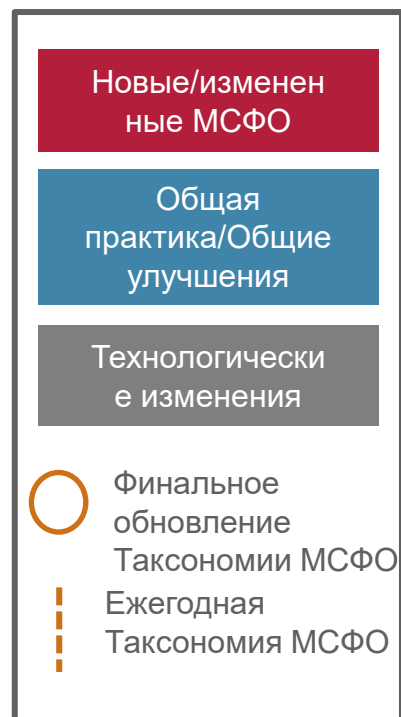 Новые/изменен
ные МСФО
Общая
практика/Общие
улучшения
Технологически
е изменения
Финальное
обновление
Таксономии МСФО
Ежегодная
Таксономия МСФО